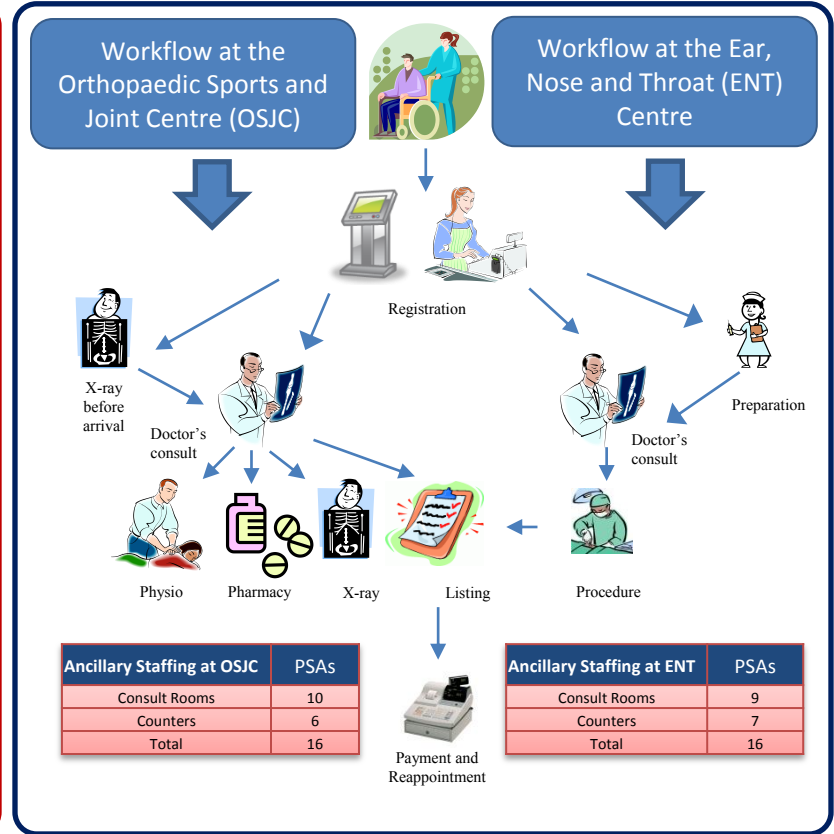 Workflow at the
Orthopaedic Sports and
Joint Centre (OSJC)
Workflow at the Ear,
Nose and Throat (ENT)
Centre
Registration
X-ray
before
arrival
Doctor's
consult
Doctor's
consult
Preparation
Physio
Pharmacy
X-ray
Listing
Procedure
Ancillary Staffing at OSJC PSAs
Consult Rooms 10
Counters 6
Total 16
Ancillary Staffing at ENT PSAs
Consult Rooms 9
Counters 7
Total 16
Payment and
Reappointment